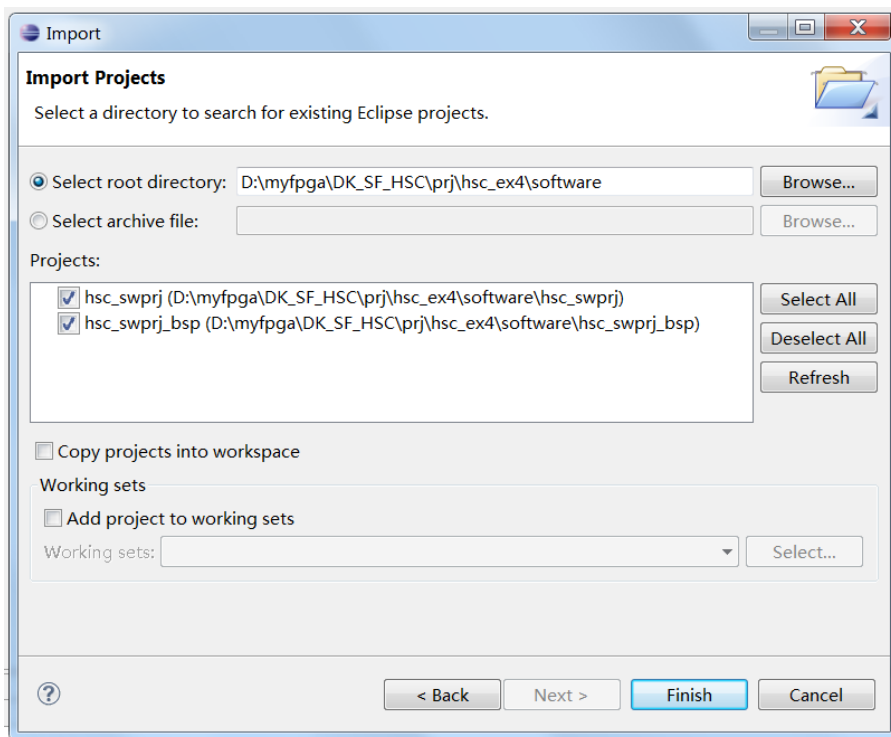 Import
Import Projects
Select a directory to search for existing Eclipse projects.
Select root directory: D:\myfpga\DK_SF_HSC\prj\hsc_ex4\software Browse...
Select archive file: Browse...
Projects:
hsc_swprj (D:\myfpga\DK_SF_HSC\prj\hsc_ex4\software\hsc_swprj) Select All
hsc_swprj_bsp (D:\myfpga\DK_SF_HSC\prj\hsc_ex4\software\hsc_swprj_bsp)
Deselect All
Refresh
Copy projects into workspace
Working sets
Add project to working sets
Working sets: Select...
? < Back Next > Finish Cancel